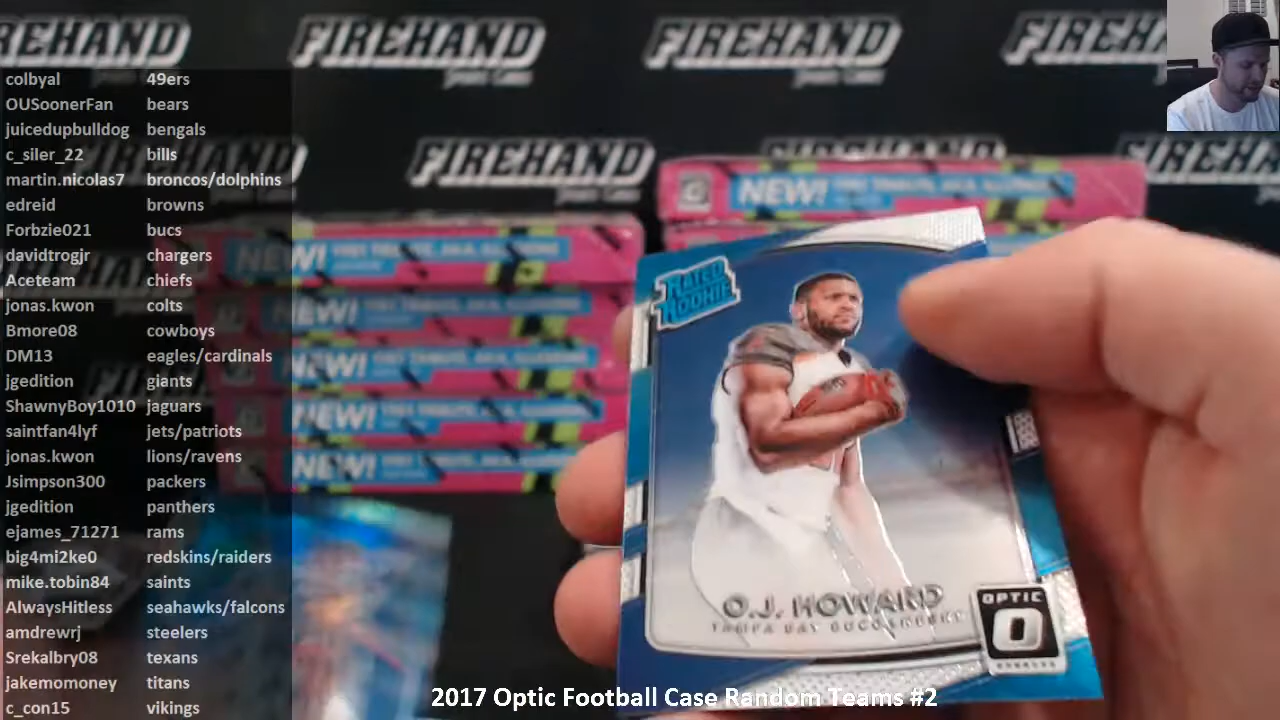 FIREHAND
FIREHAND
FIREHAND
FIREHAND
FIREHAND
FIREHAND
colbyal 49ers
OUSoonerFan bears
juicedupbulldog bengals
c_siler_22 bills
martin.nicolas7 broncos/dolphins
edreid browns
Forbzie021 bucs
davidtrogjr chargers
Aceteam chiefs
jonas.kwon colts
Bmore08 cowboys
DM13 eagles/cardinals
jgedition giants
ShawnyBoy1010 jaguars
saintfan4lyf jets/patriots
jonas.kwon lions/ravens
Jsimpson300 packers
jgedition panthers
ejames_71271 rams
big4mi2ke0 redskins/raiders
mike.tobin84 saints
AlwaysHitless seahawks/falcons
amdrewrj steelers
Srekalbry08 texans
jakemomoney titans
c_con15 vikings
NEW!
NEW!
NEW!
NEW!
NEW!
NEW!
RATED
ROOKIE
O.J. HOWARD
TAMPA BAY BUCCANEERS
OPTIC
2017 Optic Football Case Random Teams #2